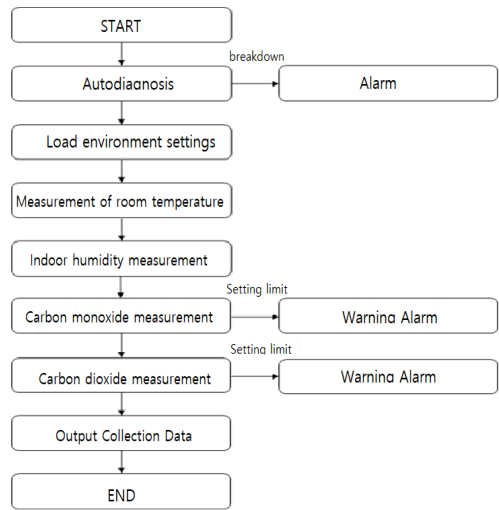 START
breakdown
Autodiagnosis
Alarm
Load environment settings
Measurement of room temperature
Indoor humidity measurement
Setting limit
Carbon monoxide measurement
Warning Alarm
Setting limit
Carbon dioxide measurement
Warning Alarm
Output Collection Data
END